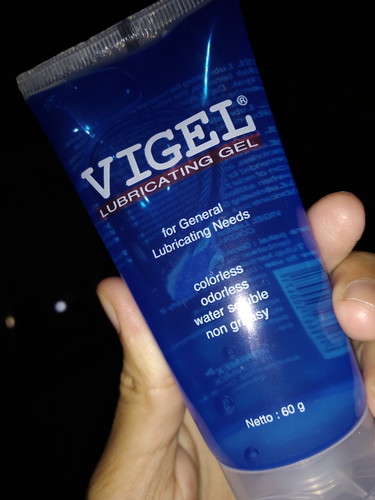 VIGEL®
LUBRICATING GEL
for General
Lubricating Needs
colorless
odorless
water soluble
non greasy
Netto : 60 g